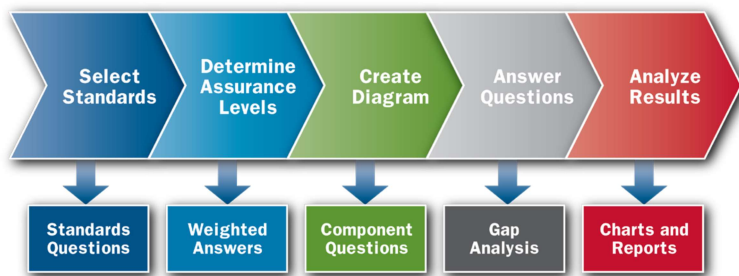 Select
Standards
Determine
Assurance
Levels
Create
Diagram
Answer
Questions
Analyze
Results
Standards
Questions
Weighted
Answers
Component
Questions
Gap
Analysis
Charts and
Reports